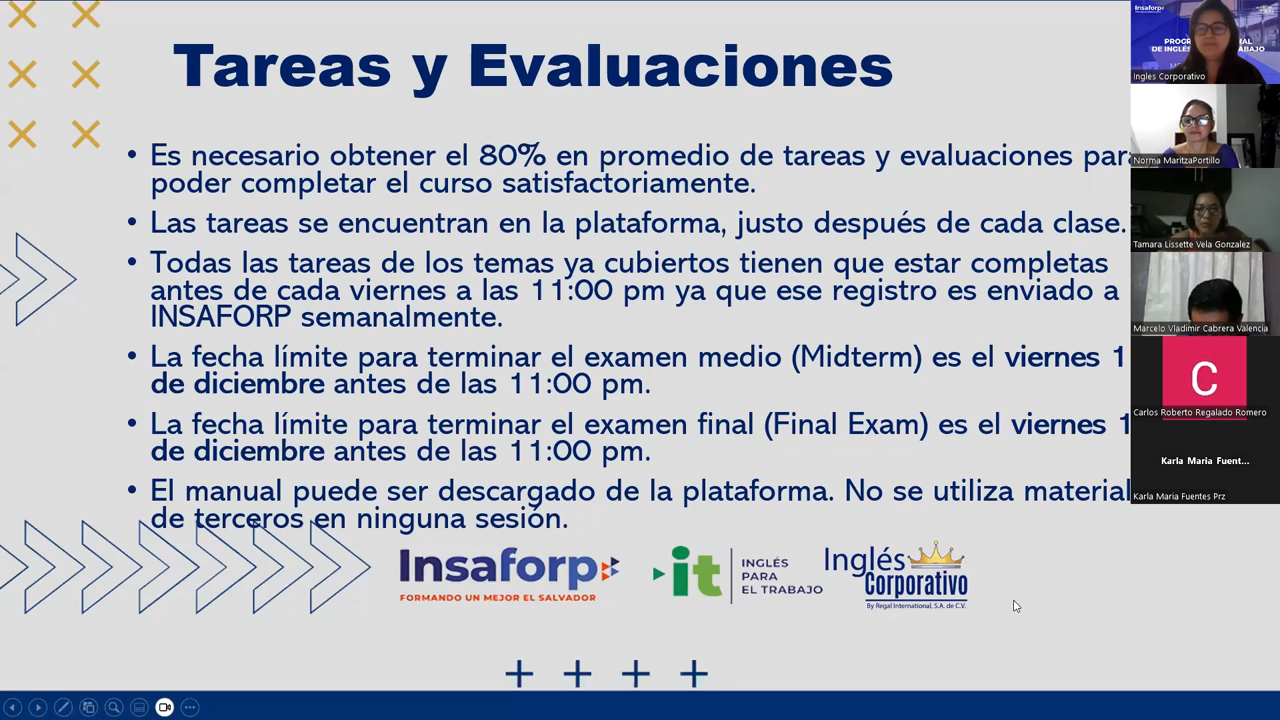 Tareas y Evaluaciones
• Es necesario obtener el 80% en promedio de tareas y evaluaciones par
poder completar el curso satisfactoriamente.
• Las tareas se encuentran en la plataforma, justo después de cada clase.
• Todas las tareas de los temas ya cubiertos tienen que estar completas
antes de cada viernes a las 11:00 pm ya que ese registro es enviado a
INSAFORP semanalmente.
• La fecha límite para terminar el examen medio (Midterm) es el viernes 1
de diciembre antes de las 11:00 pm.
• La fecha límite para terminar el examen final (Final Exam) es el viernes 1
de diciembre antes de las 11:00 pm.
• El manual puede ser descargado de la plataforma. No se utiliza material
de terceros en ninguna sesión.
Insaforp
FORMANDO UN MEJOR EL SALVADOR
it
INGLÉS
PARA
EL TRABAJO
Inglés
Corporativo
By Regal International, S.A. de C.V.
Insaforp
Ingles Corporativo
Norma MaritzaPortillo
Tamara Lissette Vela Gonzalez
Marcelo Vladimir Cabrera Valencia
C
Carlos Roberto Regalado Romero
Karla Maria Fuent...
Karla Maria Fuentes Prz